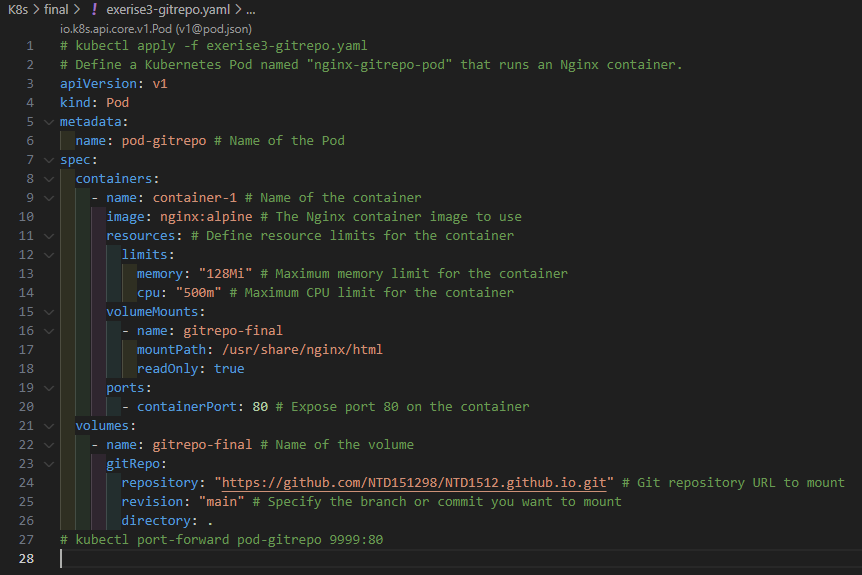 K8s > final > ! exerise3-gitrepo.yaml > ...
io.k8s.api.core.v1.Pod (v1@pod.json)
1 # kubectl apply -f exerise3-gitrepo.yaml
2 # Define a Kubernetes Pod named "nginx-gitrepo-pod" that runs an Nginx container.
3 apiVersion: v1
4 kind: Pod
5 metadata:
6   name: pod-gitrepo # Name of the Pod
7 spec:
8   containers:
9     - name: container-1 # Name of the container
10       image: nginx:alpine # The Nginx container image to use
11       resources: # Define resource limits for the container
12         limits:
13           memory: "128Mi" # Maximum memory limit for the container
14           cpu: "500m" # Maximum CPU limit for the container
15       volumeMounts:
16         - name: gitrepo-final
17           mountPath: /usr/share/nginx/html
18           readOnly: true
19       ports:
20         - containerPort: 80 # Expose port 80 on the container
21   volumes:
22     - name: gitrepo-final # Name of the volume
23       gitRepo:
24         repository: "https://github.com/NTD151298/NTD1512.github.io.git" # Git repository URL to mount
25         revision: "main" # Specify the branch or commit you want to mount
26         directory: .
27 # kubectl port-forward pod-gitrepo 9999:80
28